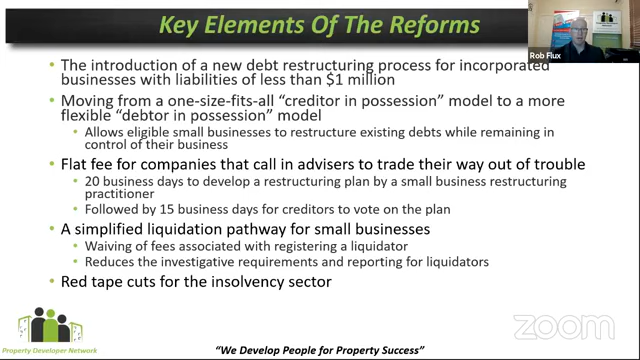 Key Elements Of The Reforms
Rob Flux
• The introduction of a new debt restructuring process for incorporated
businesses with liabilities of less than $1 million
• Moving from a one-size-fits-all “creditor in possession” model to a more
flexible “debtor in possession” model
• Allows eligible small businesses to restructure existing debts while remaining in
control of their business
• Flat fee for companies that call in advisers to trade their way out of trouble
• 20 business days to develop a restructuring plan by a small business restructuring
practitioner
• Followed by 15 business days for creditors to vote on the plan
• A simplified liquidation pathway for small businesses
• Waiving of fees associated with registering a liquidator
• Reduces the investigative requirements and reporting for liquidators
• Red tape cuts for the insolvency sector
zoom
Property Developer Network
“We Develop People for Property Success”